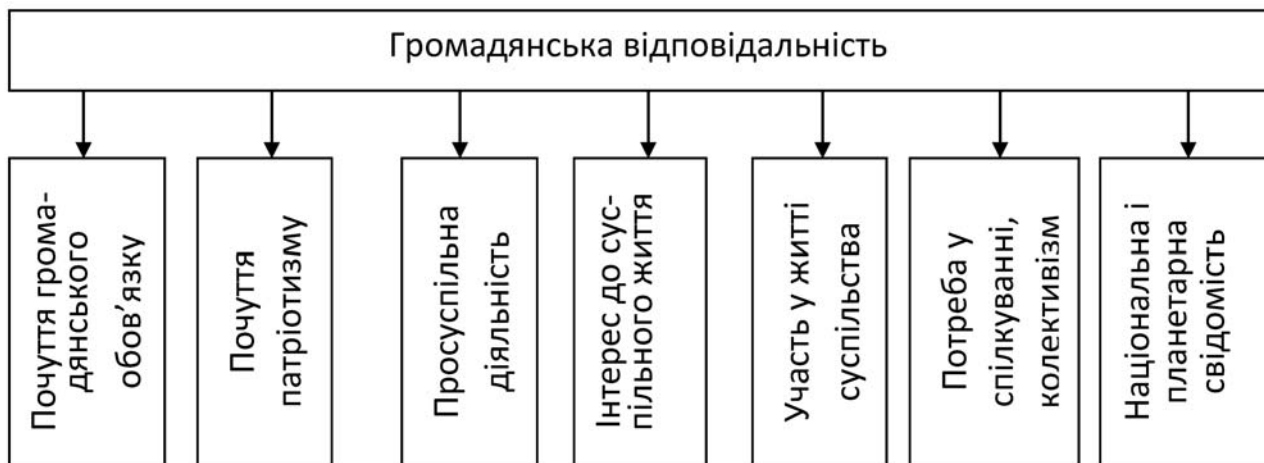 Громадянська відповідальність
Почуття грома-
дянського
обов’язку
Почуття
патріотизму
Просуспільна
діяльність
Інтерес до сус-
пільного життя
Участь у житті
суспільства
Потреба у
спілкуванні,
колективізм
Національна і
планетарна
свідомість